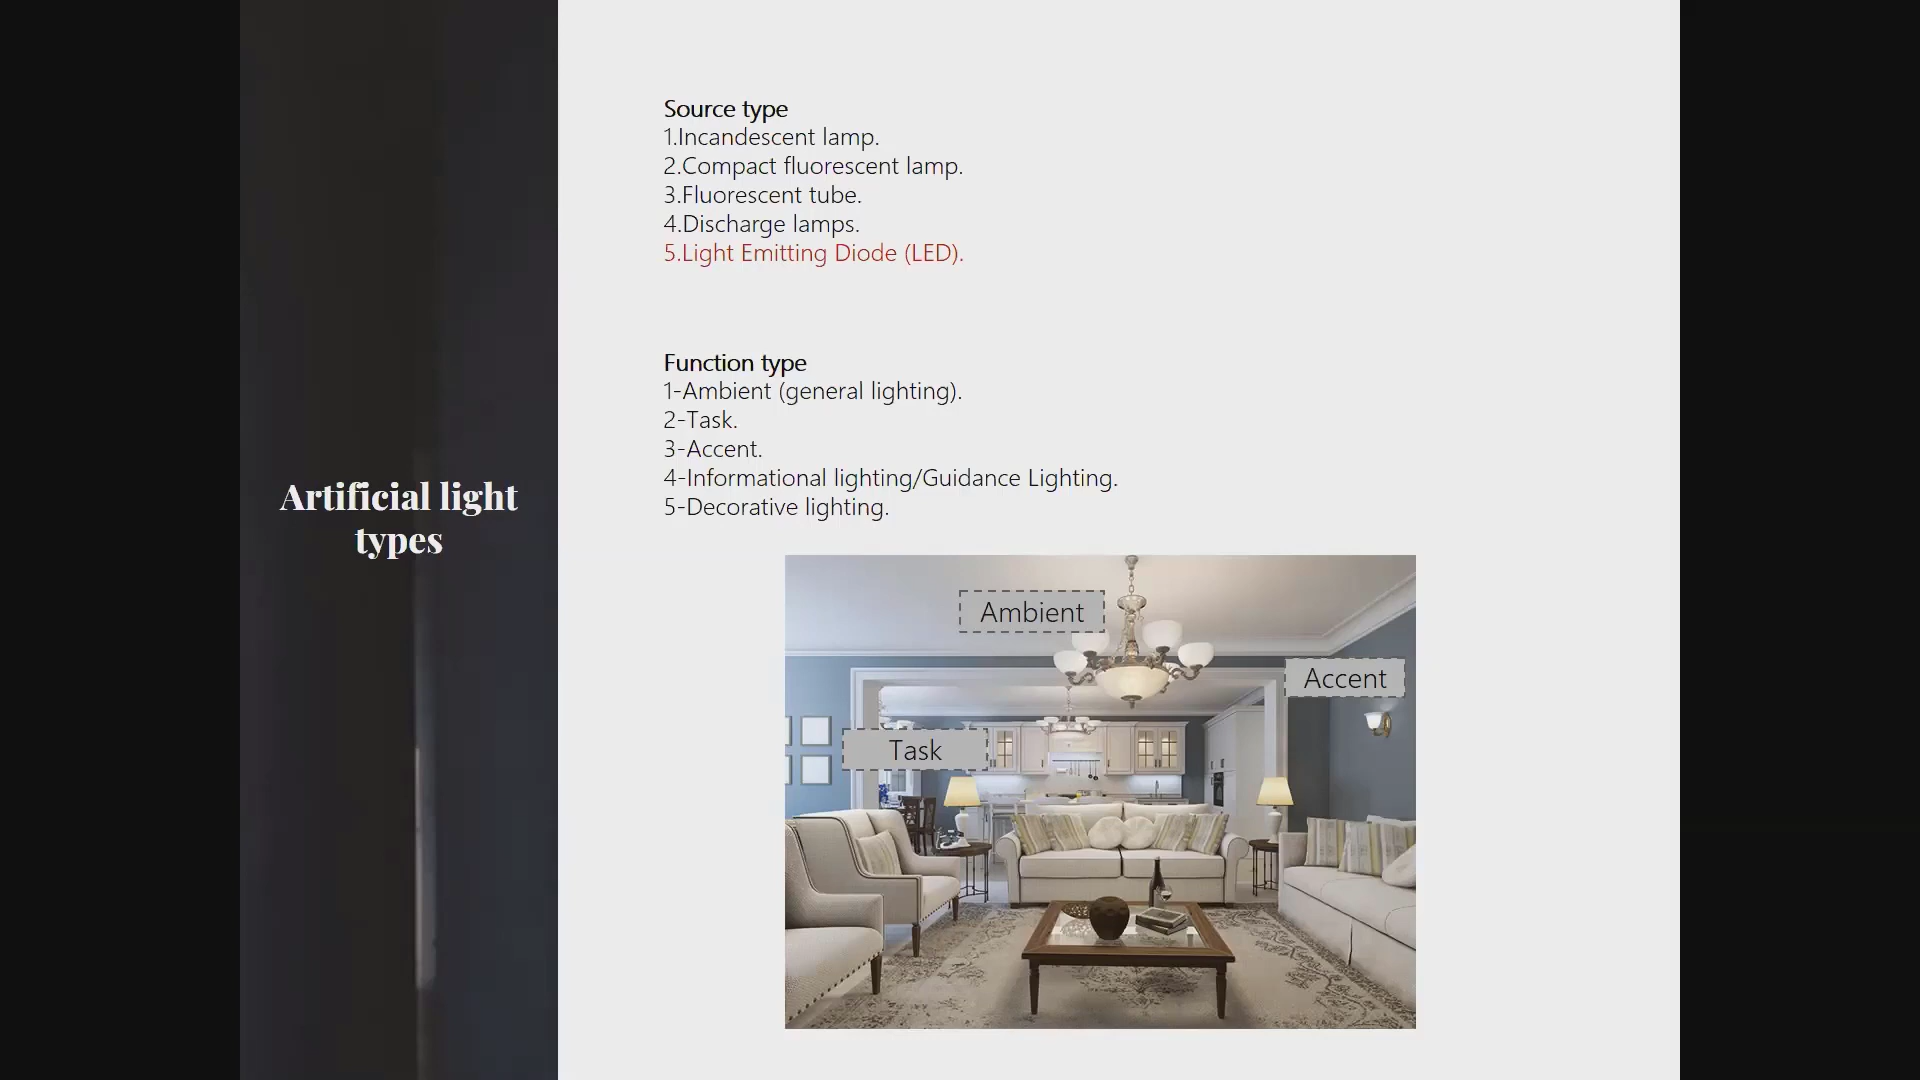 Artificial light
types
Source type
1.Incandescent lamp.
2.Compact fluorescent lamp.
3.Fluorescent tube.
4.Discharge lamps.
5.Light Emitting Diode (LED).
Function type
1-Ambient (general lighting).
2-Task.
3-Accent.
4-Informational lighting/Guidance Lighting.
5-Decorative lighting.
Ambient
Accent
Task